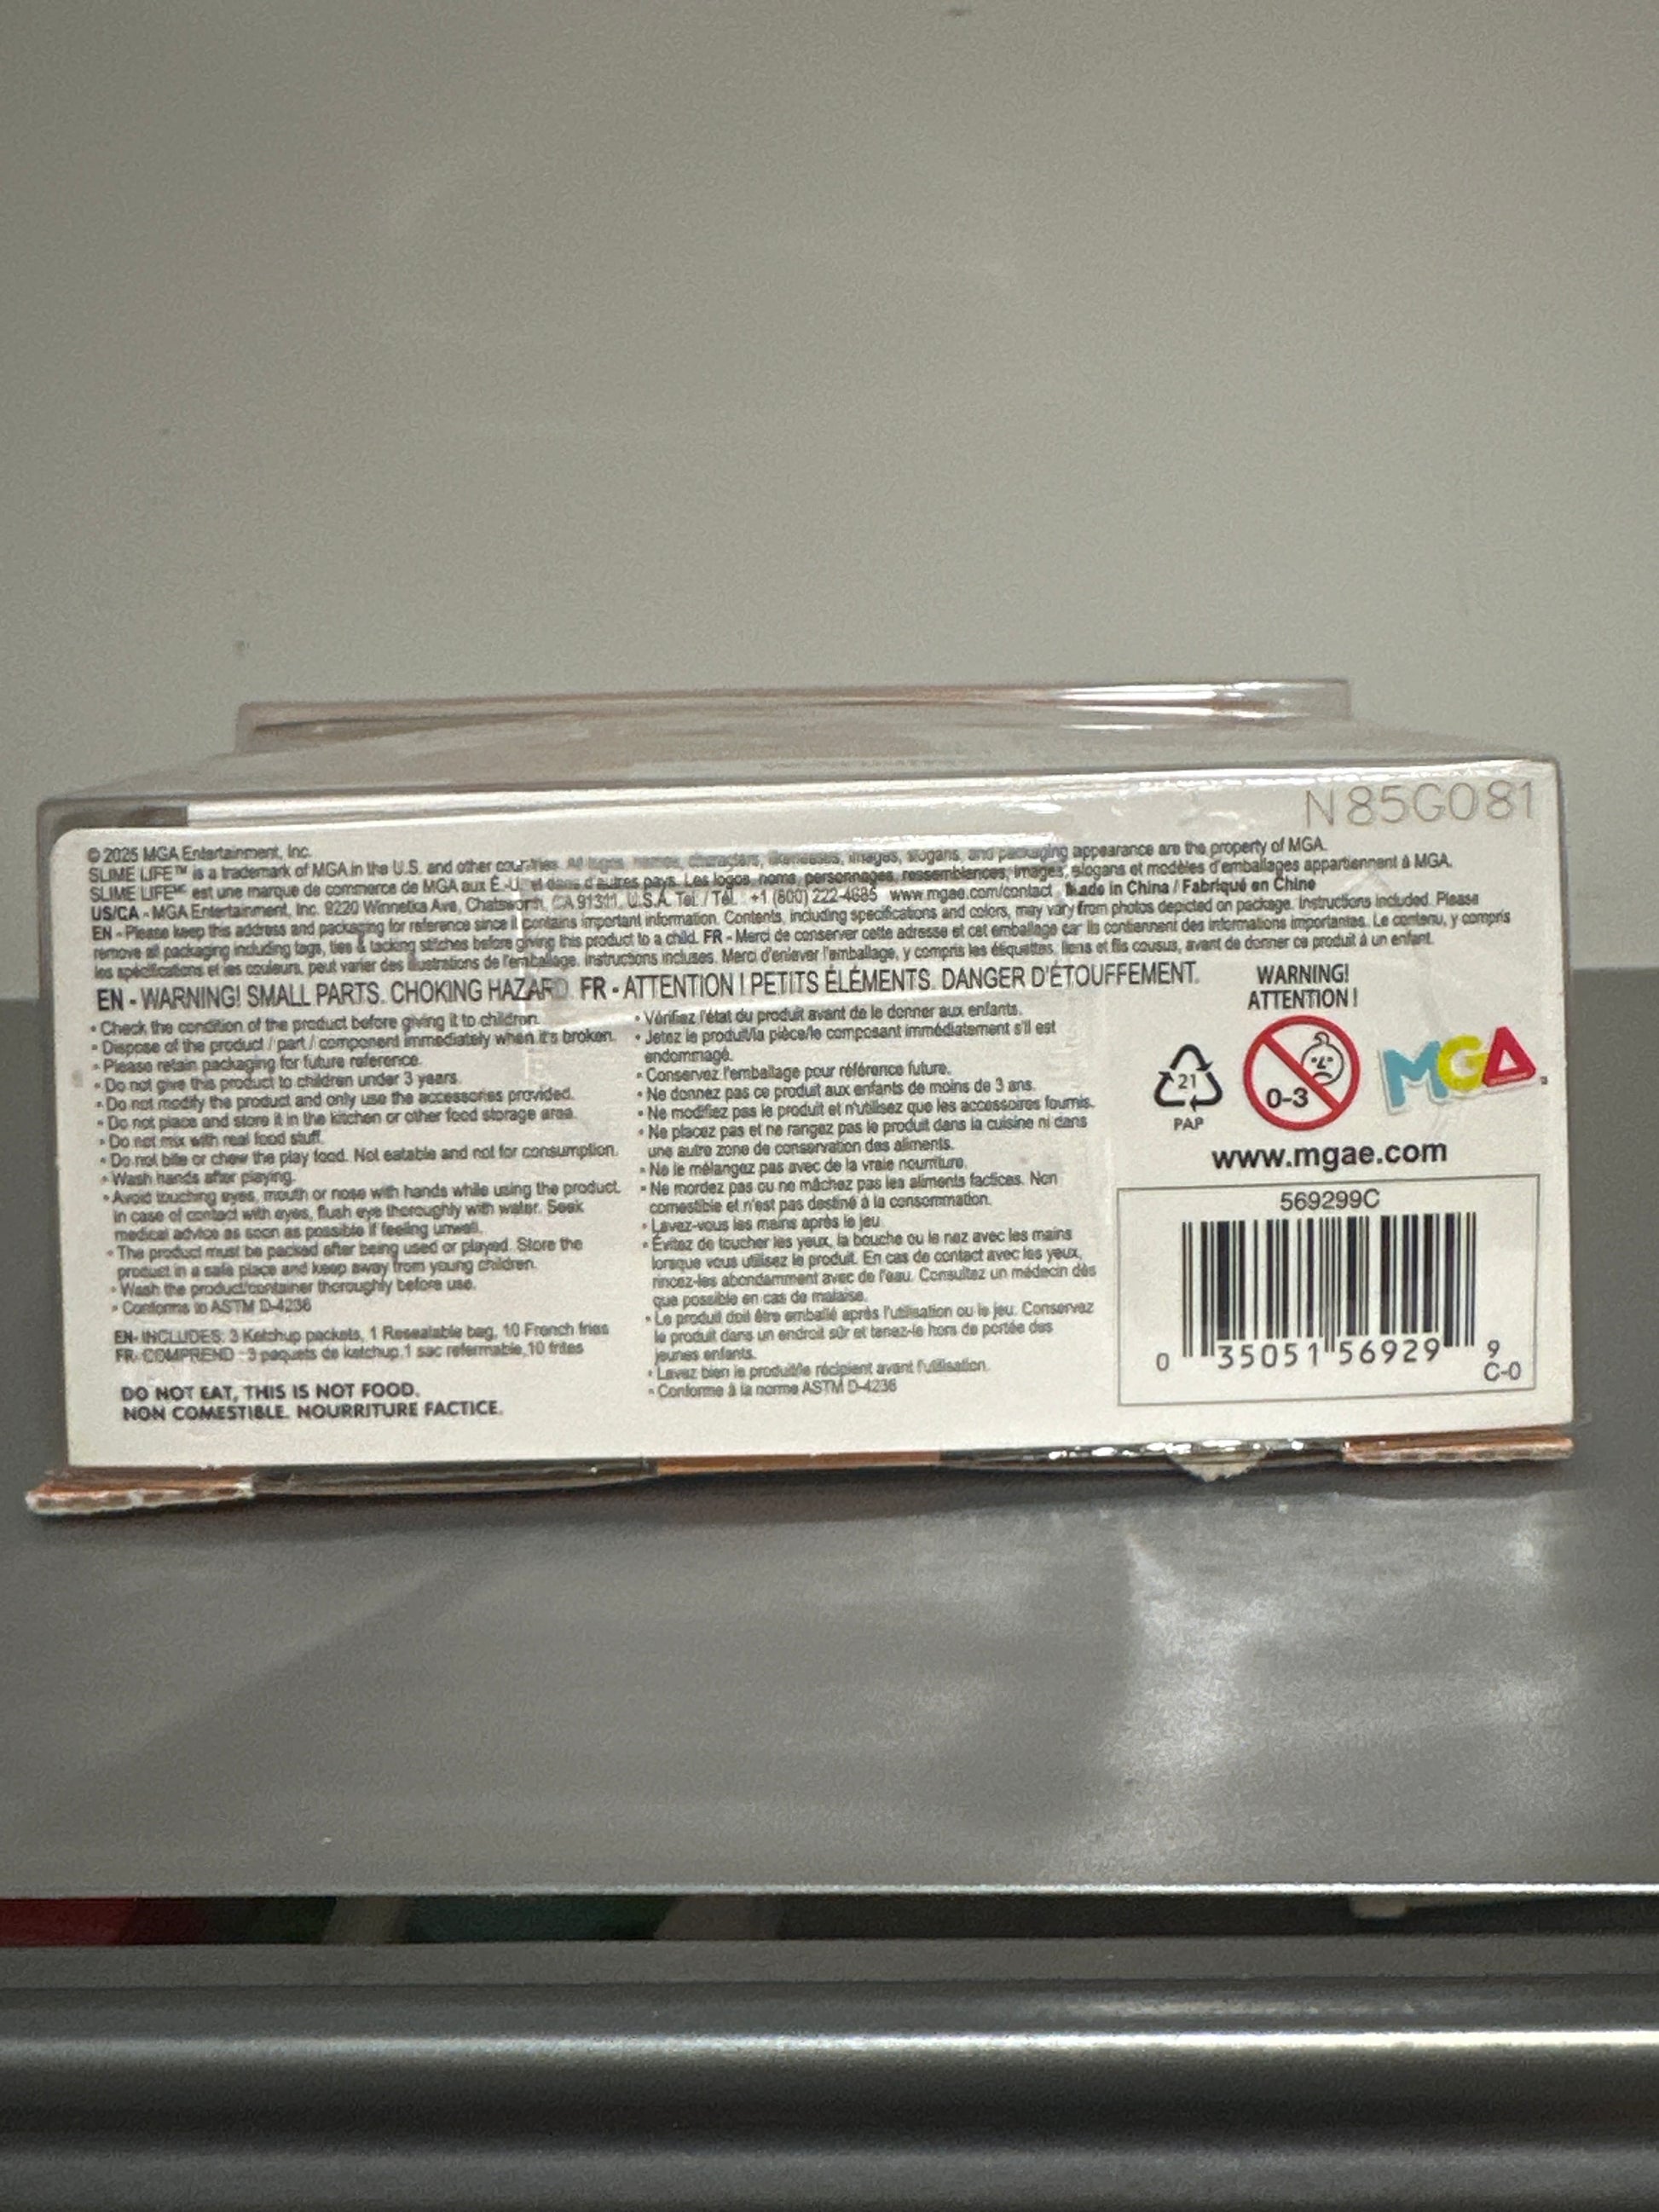 N85G081
© 2025 MGA Entertainment, Inc.
SLIME LIFE™ is a trademark of MGA in the U.S. and other countries. All logos, names, characters, likenesses, images, slogans, and packaging appearance are the property of MGA.
SLIME LIFEMC est une marque de commerce de MGA aux É.-U. et dans d'autres pays. Les logos, noms, personnages, ressemblances, images, slogans et modèles d'emballages appartiennent à MGA.
US/CA - MGA Entertainment, Inc. 9220 Winnetka Ave, Chatsworth, CA 91311, U.S.A. Tel. / Tél. : +1 (800) 222-4685 www.mgae.com/contact Made in China / Fabriqué en Chine
EN - Please keep this address and packaging for reference since it contains important information. Contents, including specifications and colors, may vary from photos depicted on package. Instructions included. Please
remove all packaging including tags, ties & tacking stitches before giving this product to a child. FR - Merci de conserver cette adresse et cet emballage car ils contiennent des informations importantes. Le contenu, y compris
les spécifications et les couleurs, peut varier des illustrations de l'emballage. Instructions incluses. Merci d'enlever l'emballage, y compris les étiquettes, liens et fils cousus, avant de donner ce produit à un enfant.
EN - WARNING! SMALL PARTS. CHOKING HAZARD. FR - ATTENTION ! PETITS ÉLÉMENTS. DANGER D'ÉTOUFFEMENT.
• Check the condition of the product before giving it to children.
• Dispose of the product / part / component immediately when it's broken.
• Please retain packaging for future reference.
• Do not give this product to children under 3 years.
• Do not modify the product and only use the accessories provided.
• Do not place and store it in the kitchen or other food storage area.
• Do not mix with real food stuff.
• Do not bite or chew the play food. Not eatable and not for consumption.
• Wash hands after playing.
• Avoid touching eyes, mouth or nose with hands while using the product.
In case of contact with eyes, flush eye thoroughly with water. Seek
medical advice as soon as possible if feeling unwell.
• The product must be packed after being used or played. Store the
product in a safe place and keep away from young children.
• Wash the product/container thoroughly before use.
• Conforms to ASTM D-4236
EN- INCLUDES: 3 Ketchup packets, 1 Resealable bag, 10 French fries
FR- COMPREND : 3 paquets de ketchup,1 sac refermable,10 frites
DO NOT EAT, THIS IS NOT FOOD.
NON COMESTIBLE. NOURRITURE FACTICE.
• Vérifiez l'état du produit avant de le donner aux enfants.
• Jetez le produit/la pièce/le composant immédiatement s'il est
endommagé.
• Conservez l'emballage pour référence future.
• Ne donnez pas ce produit aux enfants de moins de 3 ans.
• Ne modifiez pas le produit et n'utilisez que les accessoires fournis.
• Ne placez pas et ne rangez pas le produit dans la cuisine ni dans
une autre zone de conservation des aliments.
• Ne le mélangez pas avec de la vraie nourriture.
• Ne mordez pas ou ne mâchez pas les aliments factices. Non
comestible et n'est pas destiné à la consommation.
• Lavez-vous les mains après le jeu.
• Évitez de toucher les yeux, la bouche ou le nez avec les mains
lorsque vous utilisez le produit. En cas de contact avec les yeux,
rincez-les abondamment avec de l'eau. Consultez un médecin dès
que possible en cas de malaise.
• Le produit doit être emballé après l'utilisation ou le jeu. Conservez
le produit dans un endroit sûr et tenez-le hors de portée des
jeunes enfants.
• Lavez bien le produit/le récipient avant l'utilisation.
• Conforme à la norme ASTM D-4236
WARNING!
ATTENTION !
21
PAP
0-3
MGA
www.mgae.com
569299C
0 35051 56929 9
C-0